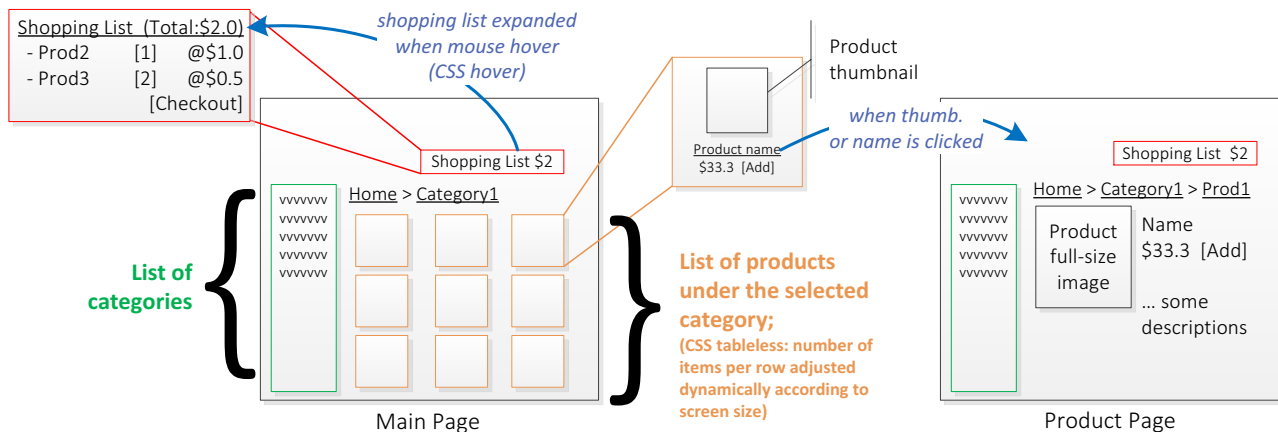 Shopping List (Total:$2.0)
- Prod2 [1] @$1.0
- Prod3 [2] @$0.5
[Checkout]
shopping list expanded
when mouse hover
(CSS hover)
Product
thumbnail
Product name
$33.3 [Add]
when thumb.
or name is clicked
Shopping List $2
Home > Category1
vvvvvvv
vvvvvvv
vvvvvvv
vvvvvvv
vvvvvvv
List of
categories
List of products
under the selected
category;
(CSS tableless: number of
items per row adjusted
dynamically according to
screen size)
Main Page
Shopping List $2
Home > Category1 > Prod1
vvvvvvv
vvvvvvv
vvvvvvv
vvvvvvv
vvvvvvv
Product
full-size
image
Name
$33.3 [Add]
... some
descriptions
Product Page